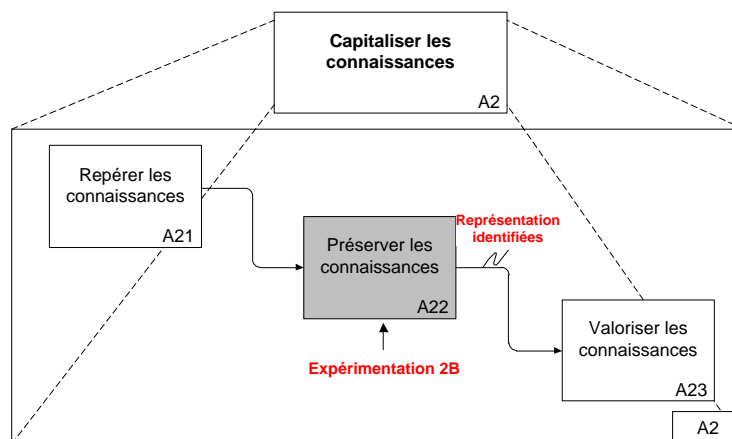 Capitaliser les
connaissances
A2
Repérer les
connaissances
A21
Préserver les
connaissances
A22
Représentation
identifiées
Expérimentation 2B
Valoriser les
connaissances
A23
A2